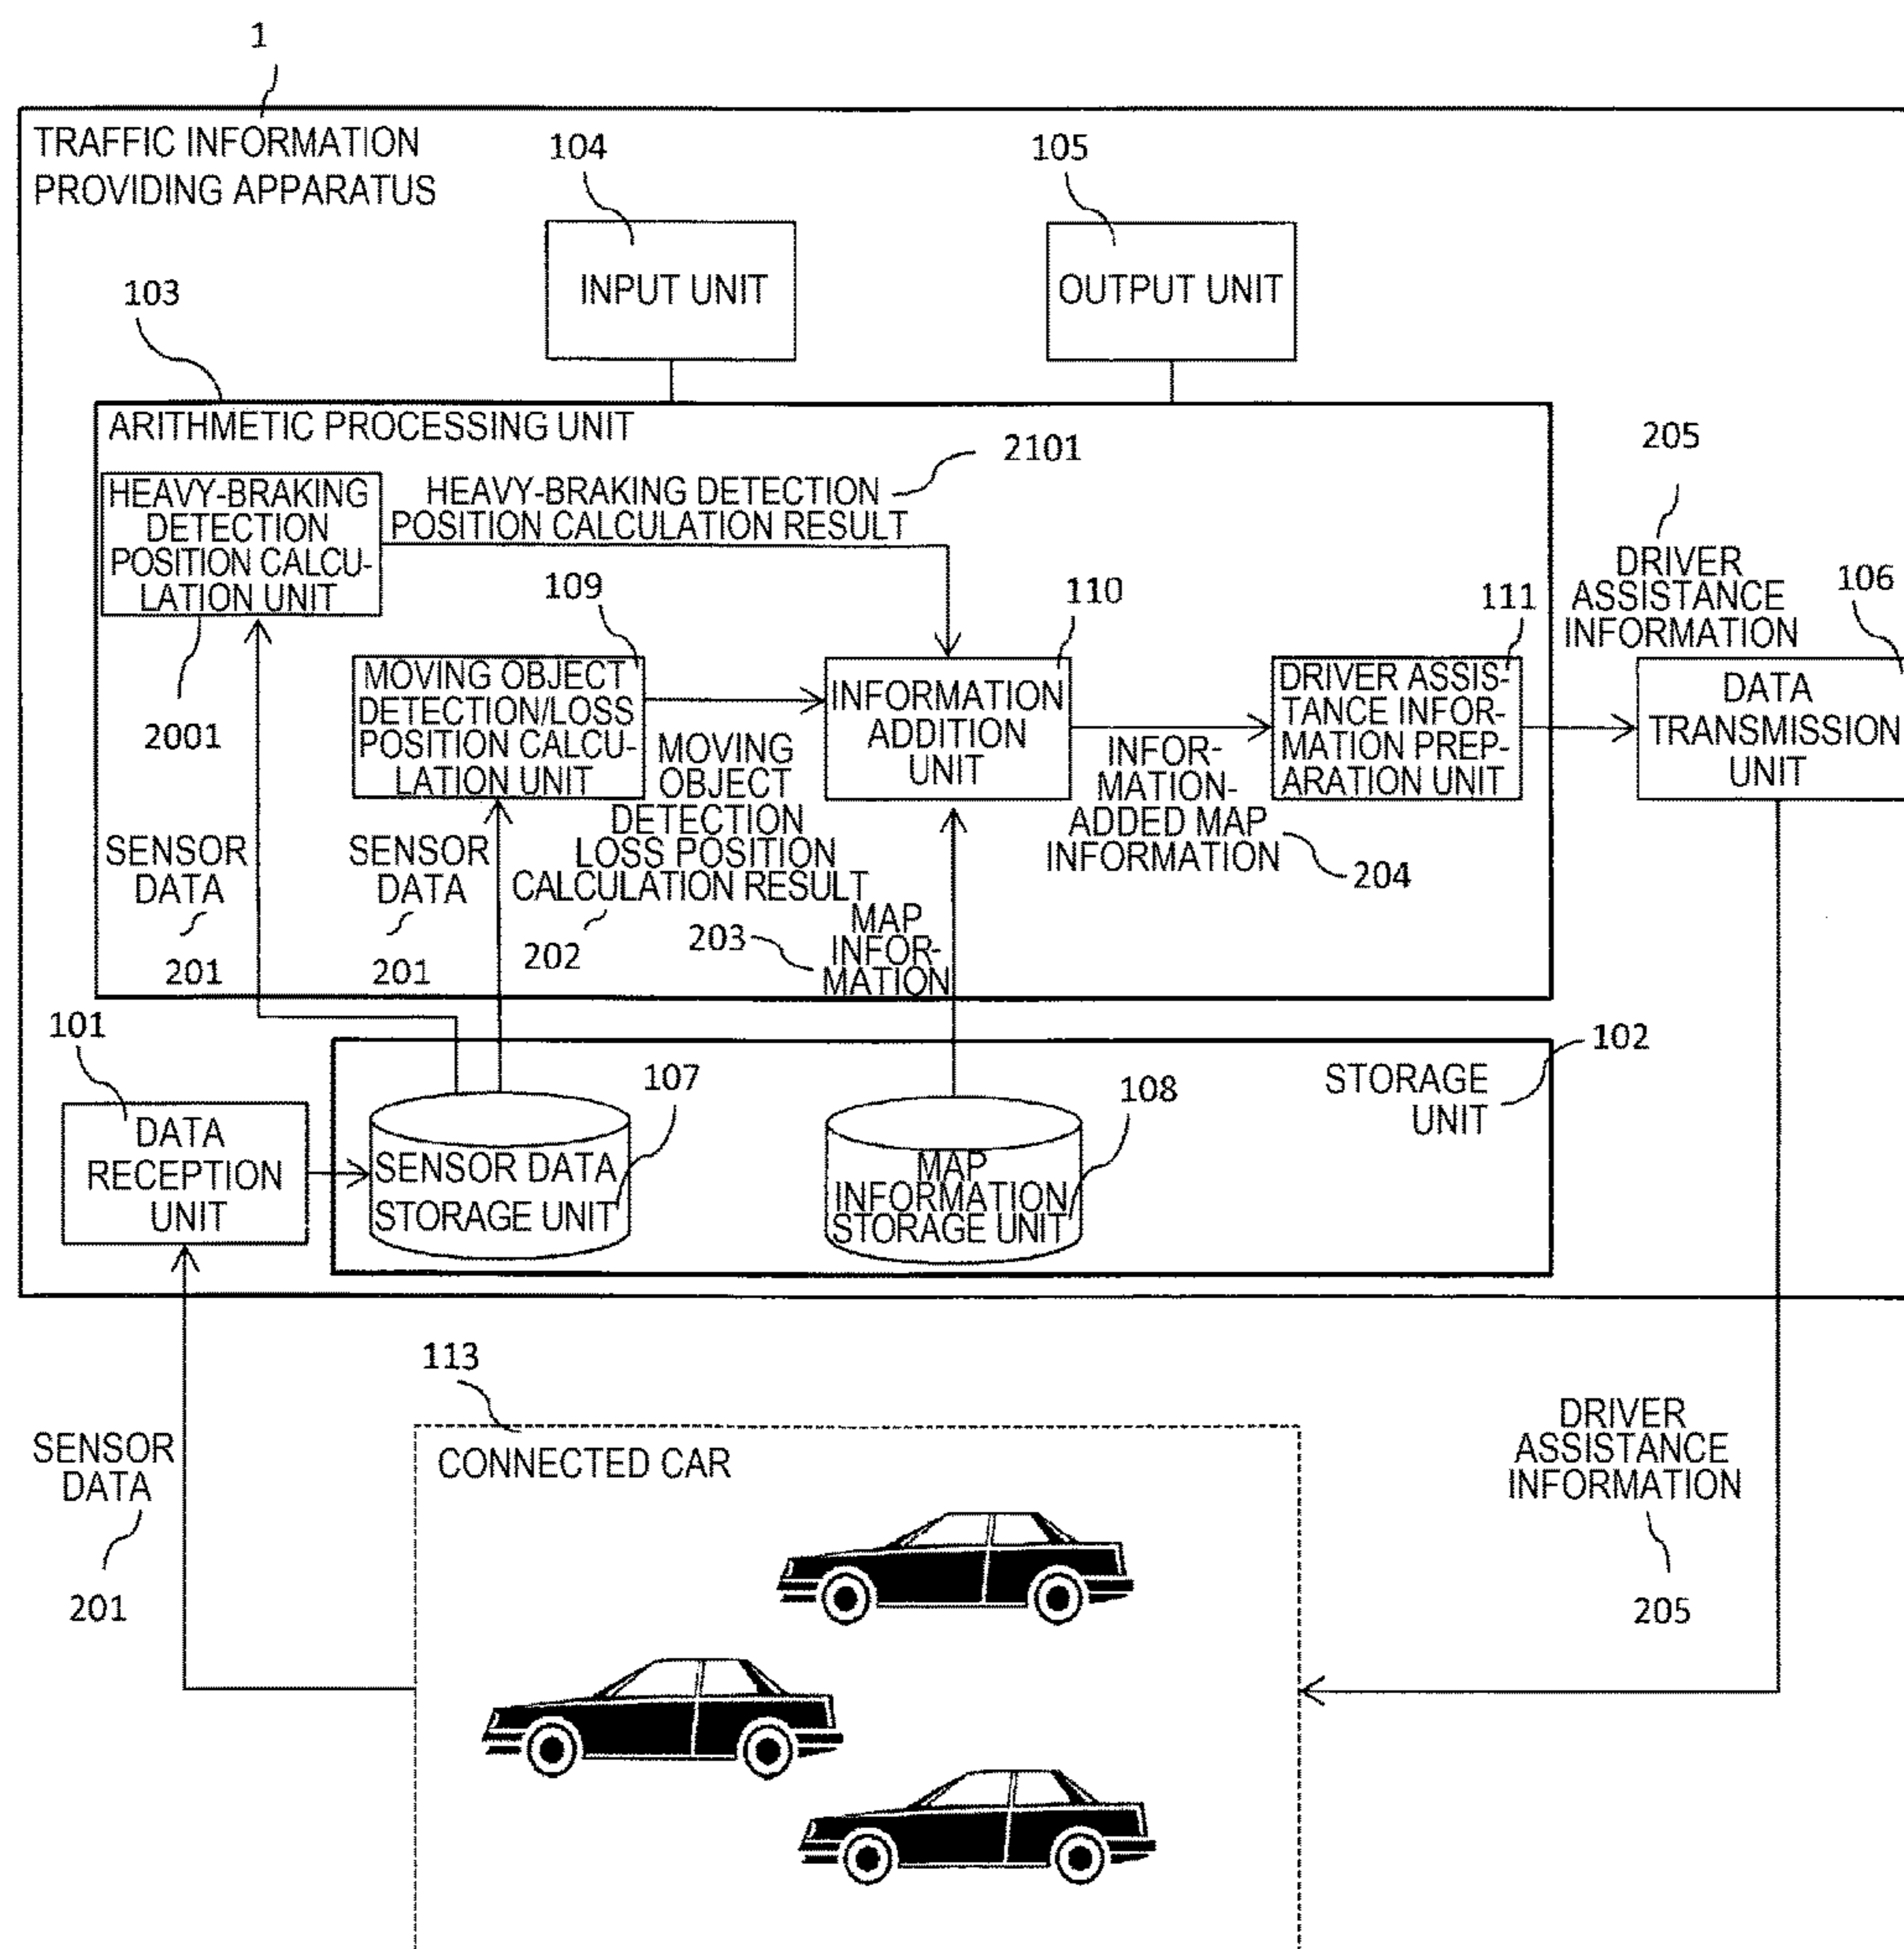 1
TRAFFIC INFORMATION
PROVIDING APPARATUS
104
INPUT UNIT
105
OUTPUT UNIT
103
ARITHMETIC PROCESSING UNIT
HEAVY-BRAKING
DETECTION
POSITION CALCU-
LATION UNIT
2001
HEAVY-BRAKING DETECTION
POSITION CALCULATION RESULT
2101
109
MOVING OBJECT
DETECTION/LOSS
POSITION CALCU-
LATION UNIT
110
INFORMATION
ADDITION
UNIT
111
DRIVER ASSIS-
TANCE INFOR-
MATION PREP-
ARATION UNIT
205
DRIVER
ASSISTANCE
INFORMATION
106
DATA
TRANSMISSION
UNIT
SENSOR
DATA
201
SENSOR
DATA
201
MOVING
OBJECT
DETECTION
LOSS POSITION
CALCULATION RESULT
202
203
MAP
INFOR-
MATION
INFOR-
MATION-
ADDED MAP
INFORMATION
204
101
DATA
RECEPTION
UNIT
107
SENSOR DATA
STORAGE UNIT
108
MAP
INFORMATION
STORAGE UNIT
STORAGE
UNIT
102
SENSOR
DATA
201
113
CONNECTED CAR
DRIVER
ASSISTANCE
INFORMATION
205